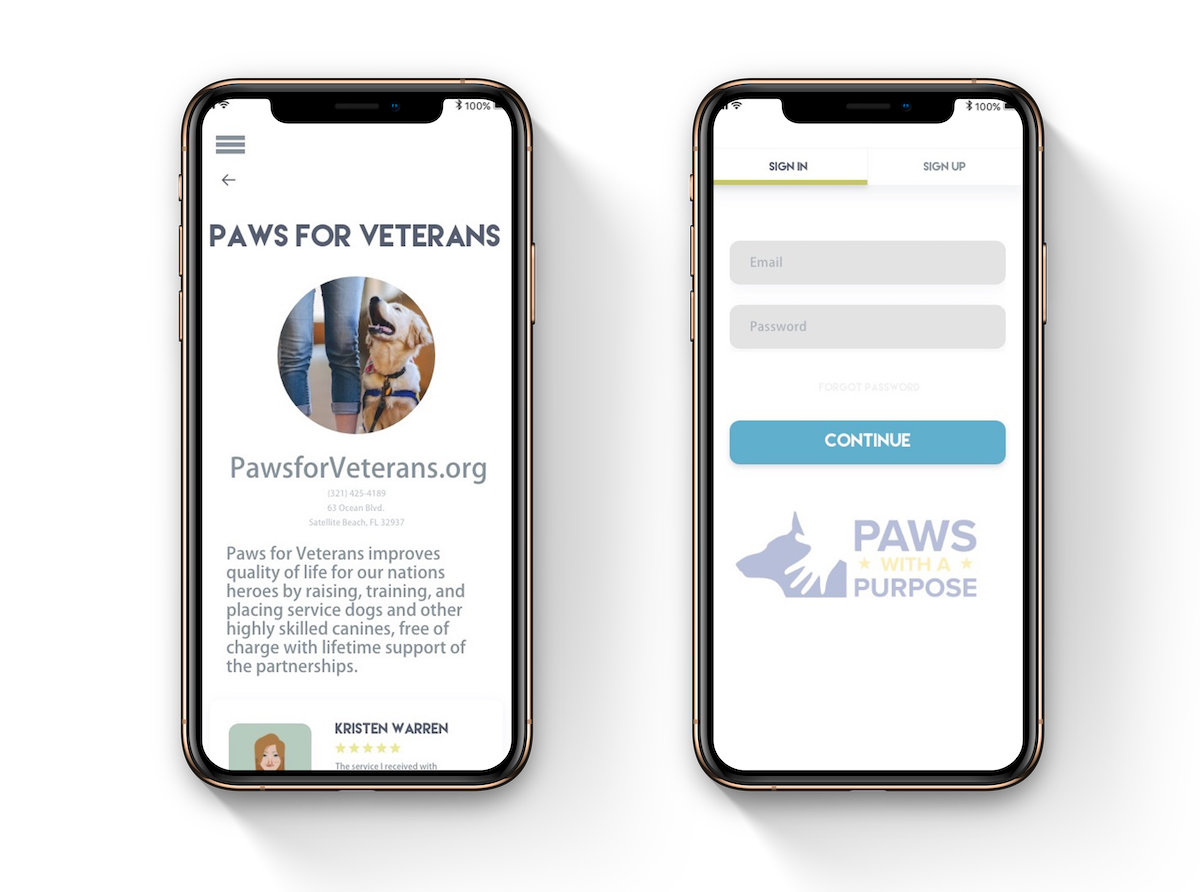 100%
PAWS FOR VETERANS
PawsforVeterans.org
(321) 425-4189
63 Ocean Blvd.
Satellite Beach, FL 32937
Paws for Veterans improves
quality of life for our nations
heroes by raising, training, and
placing service dogs and other
highly skilled canines, free of
charge with lifetime support of
the partnerships.
KRISTEN WARREN
The service I received with
100%
SIGN IN
SIGN UP
Email
Password
FORGOT PASSWORD
CONTINUE
PAWS
WITH A
PURPOSE